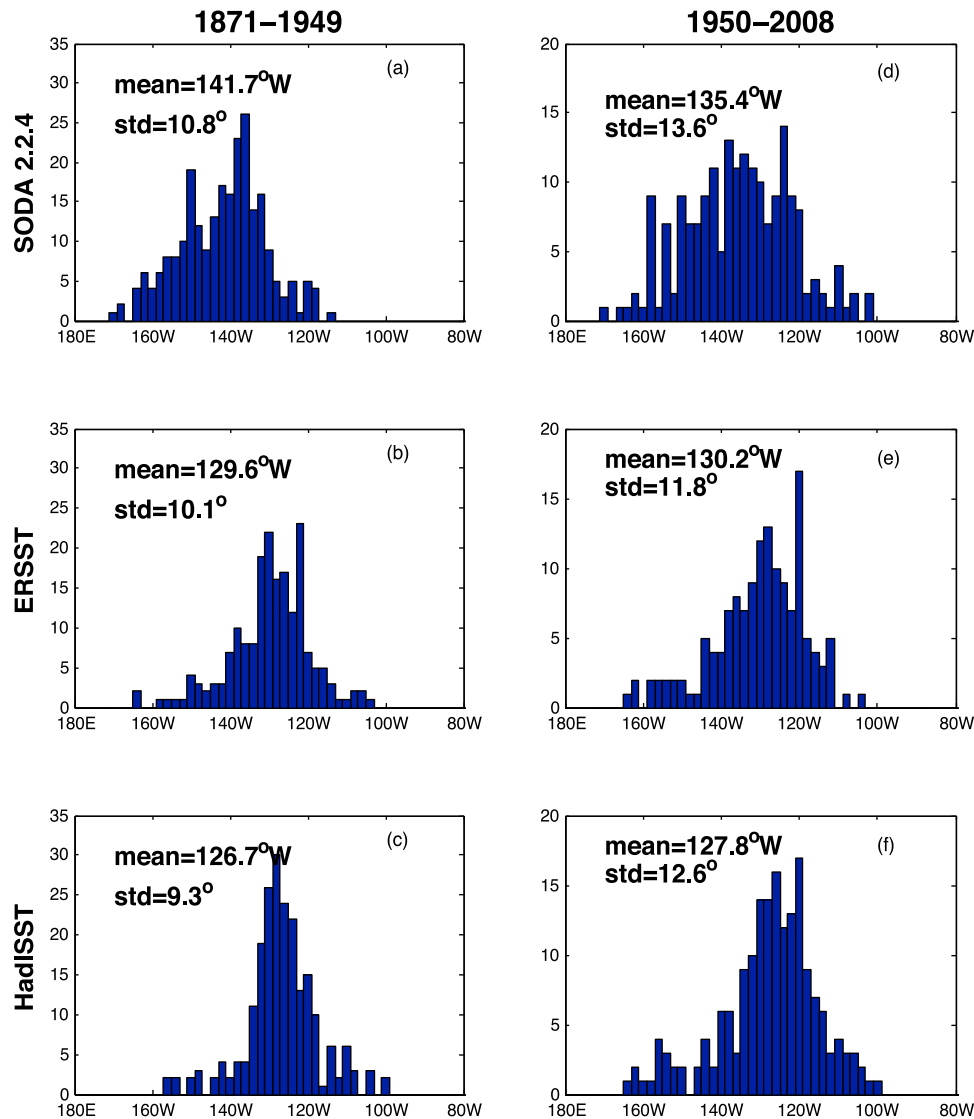 1871–1949
1950–2008
SODA 2.2.4
35
30
25
20
15
10
5
0
(a)
mean=141.7°W
std=10.8°
180E 160W 140W 120W 100W 80W
20
15
10
5
0
(d)
mean=135.4°W
std=13.6°
180E 160W 140W 120W 100W 80W
ERSST
35
30
25
20
15
10
5
0
(b)
mean=129.6°W
std=10.1°
180E 160W 140W 120W 100W 80W
20
15
10
5
0
(e)
mean=130.2°W
std=11.8°
180E 160W 140W 120W 100W 80W
HadISST
35
30
25
20
15
10
5
0
(c)
mean=126.7°W
std=9.3°
180E 160W 140W 120W 100W 80W
20
15
10
5
0
(f)
mean=127.8°W
std=12.6°
180E 160W 140W 120W 100W 80W